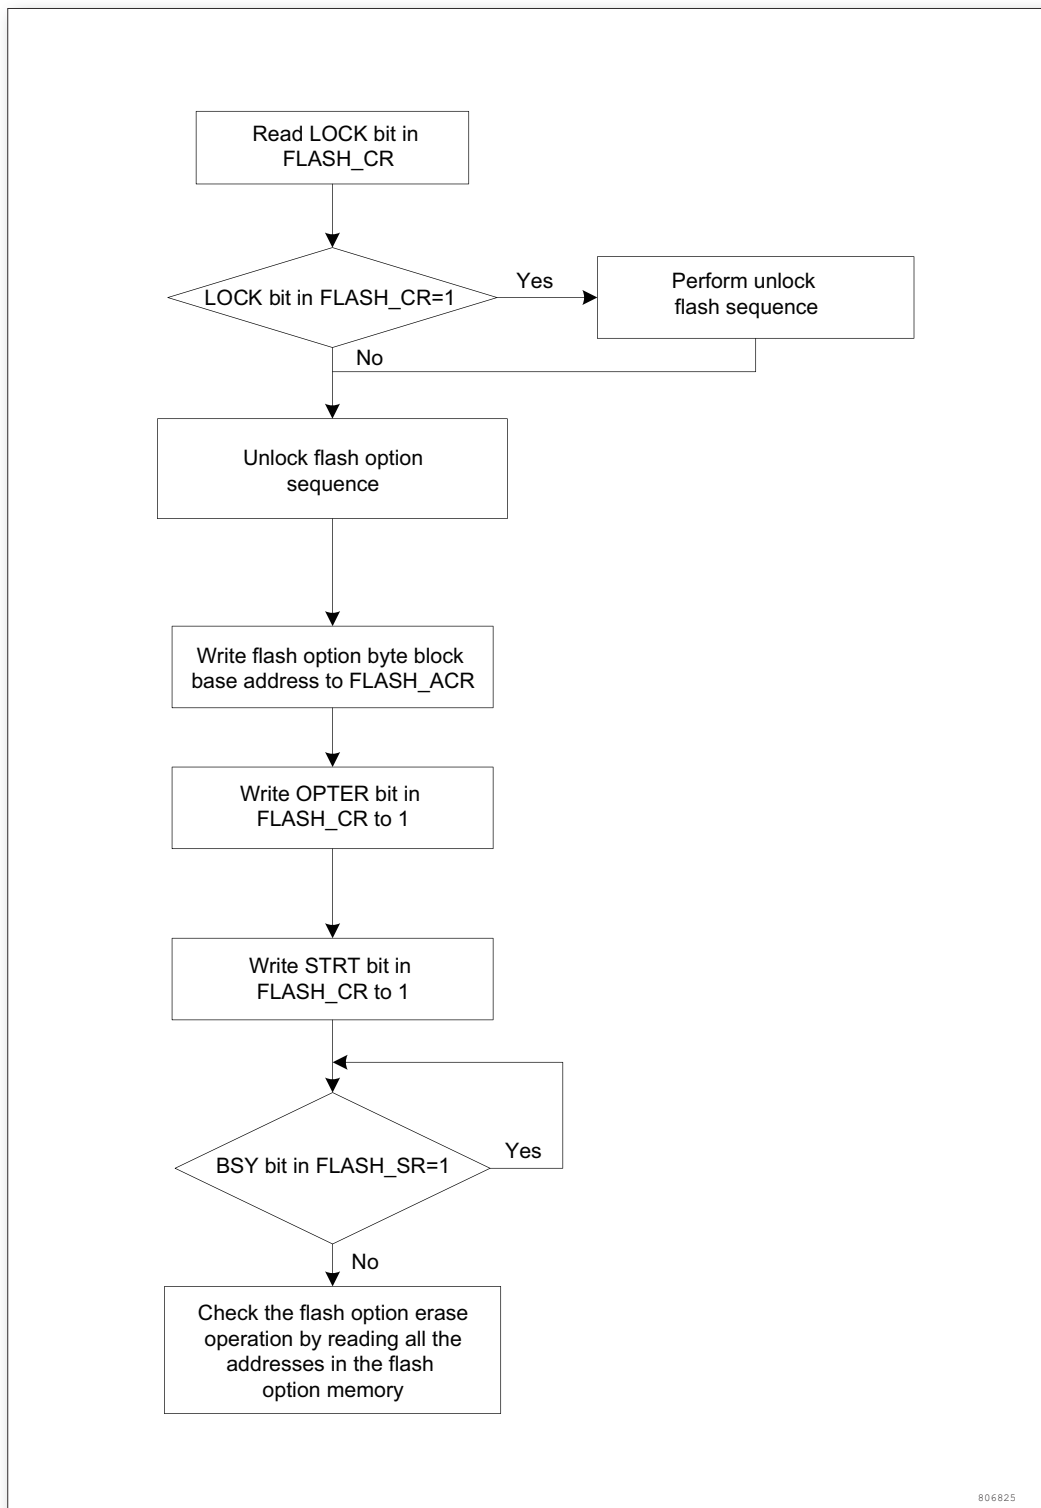 Read LOCK bit in
FLASH_CR
LOCK bit in FLASH_CR=1
Yes
Perform unlock
flash sequence
No
Unlock flash option
sequence
Write flash option byte block
base address to FLASH_ACR
Write OPTER bit in
FLASH_CR to 1
Write STRT bit in
FLASH_CR to 1
BSY bit in FLASH_SR=1
Yes
No
Check the flash option erase
operation by reading all the
addresses in the flash
option memory
806825